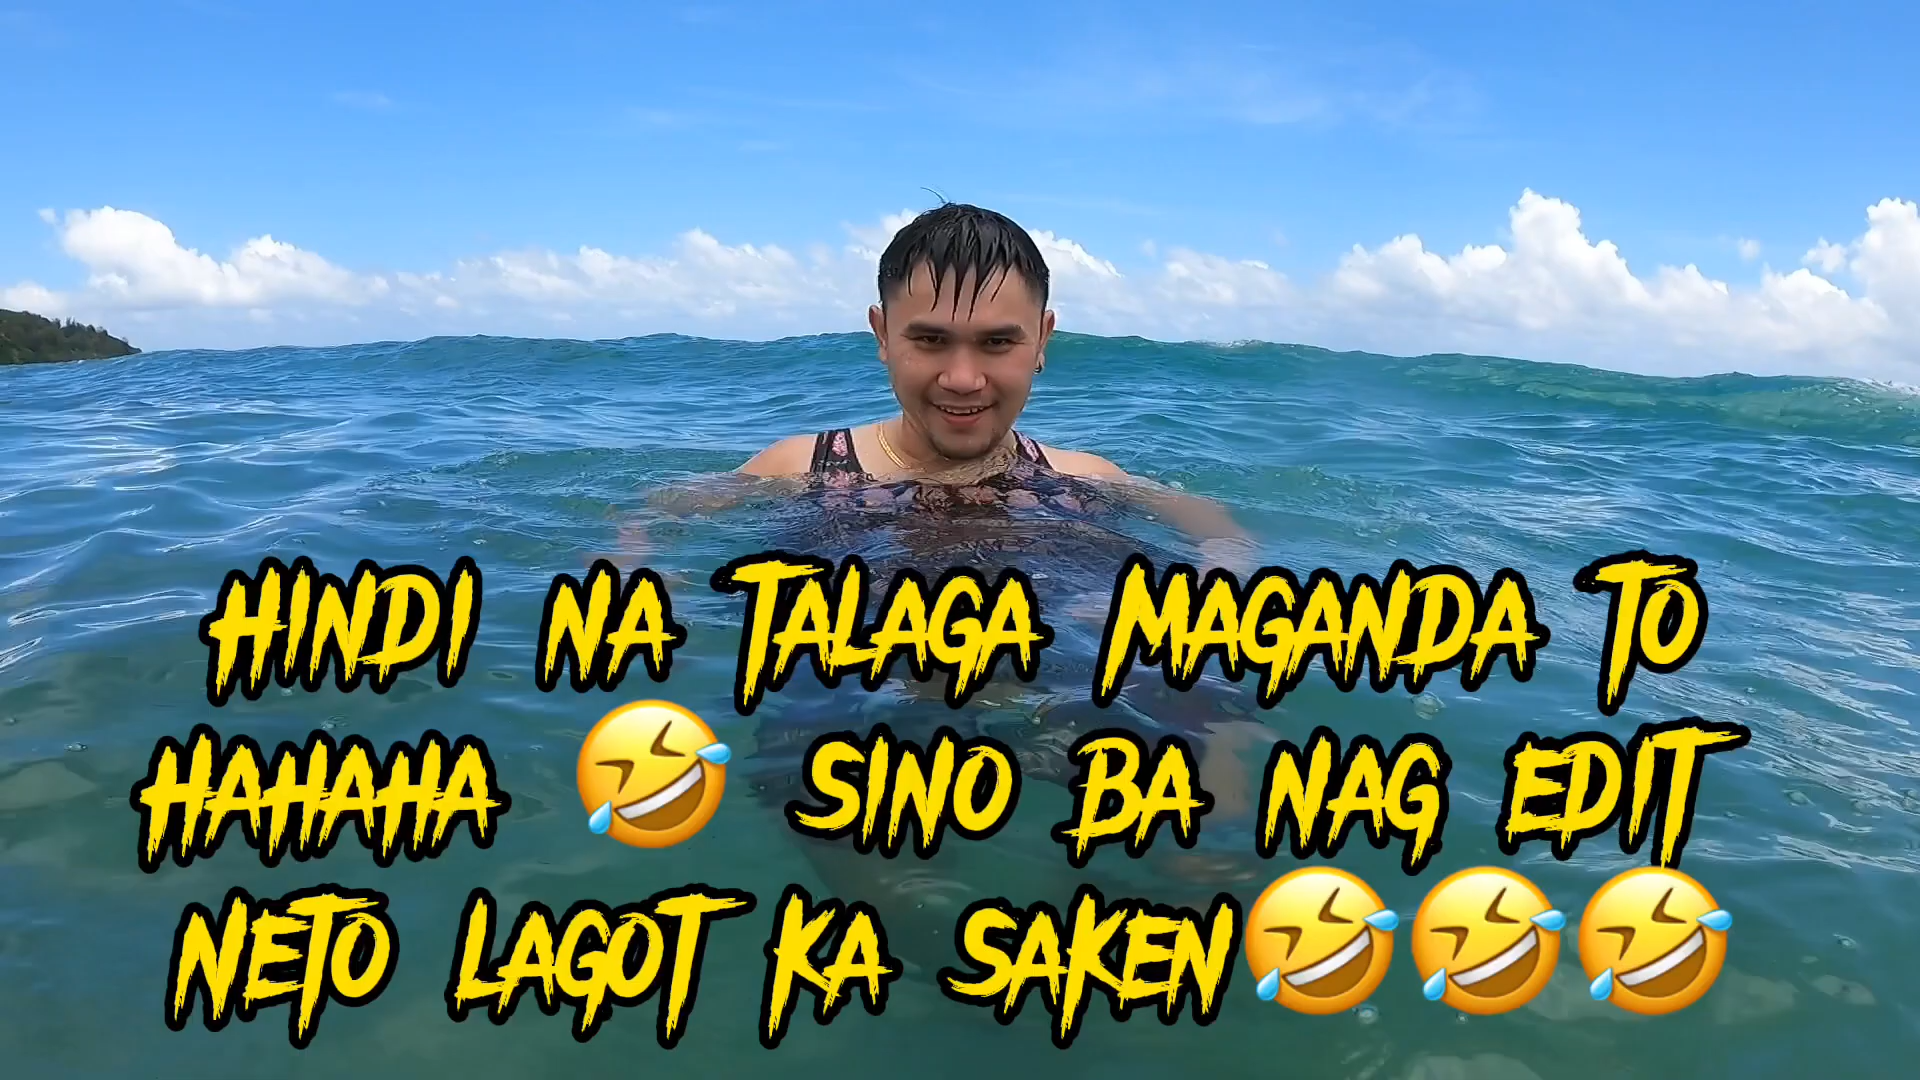 HINDI NA TALAGA MAGANDA TO
HAHAHA 🤣 SINO BA NAG EDIT
NETO LAGOT KA SAKEN🤣🤣🤣